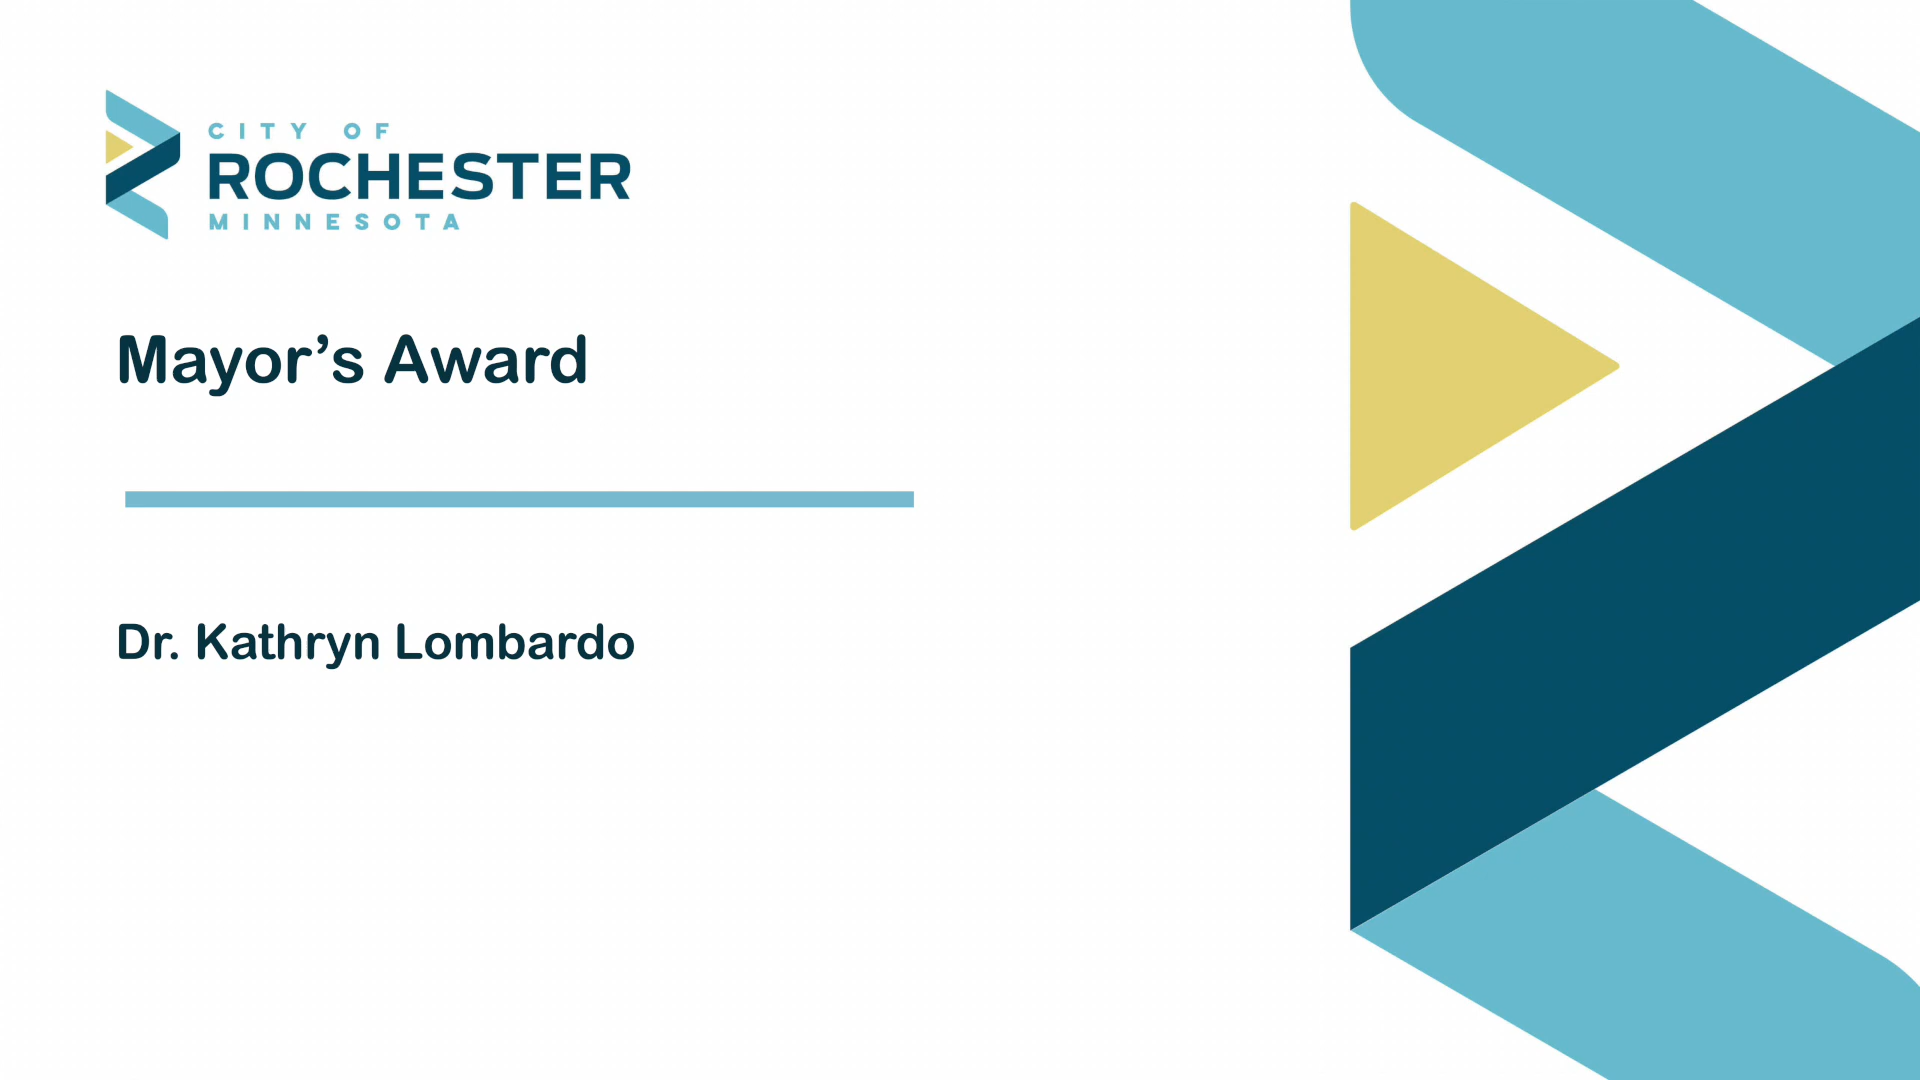 CITY OF
ROCHESTER
MINNESOTA
Mayor’s Award
Dr. Kathryn Lombardo